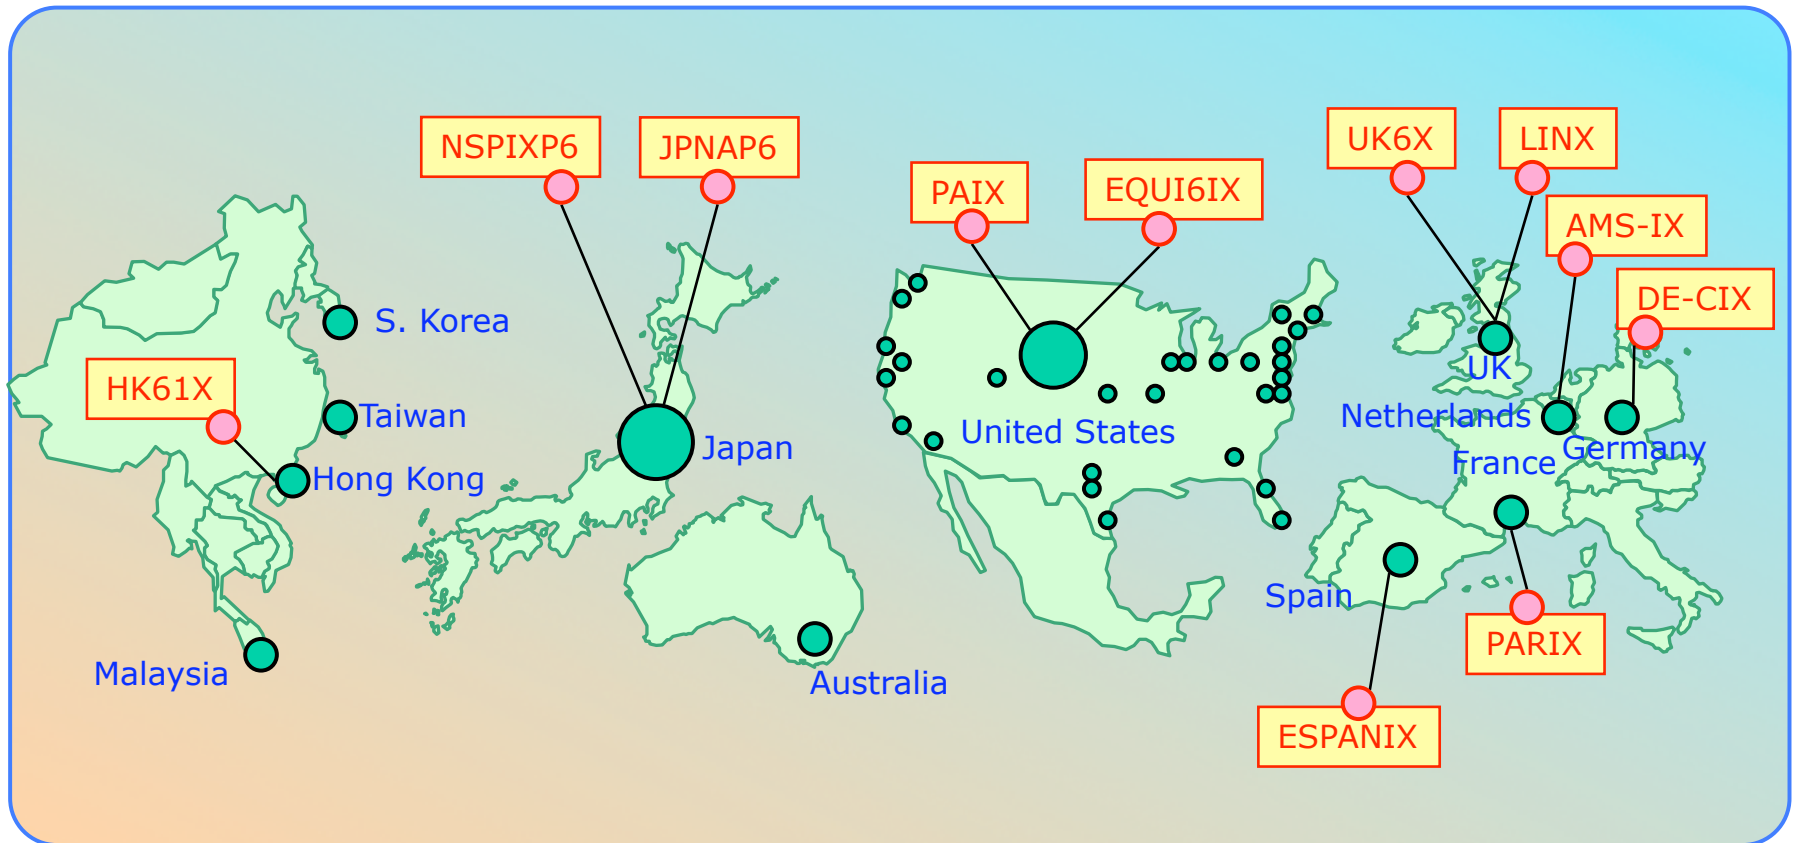 NSPIXP6
JPNAP6
PAIX
EQUI6IX
UK6X
LINX
AMS-IX
DE-CIX
S. Korea
HK61X
Taiwan
Hong Kong
Japan
United States
UK
Netherlands
Germany
France
Spain
Malaysia
Australia
PARIX
ESPANIX